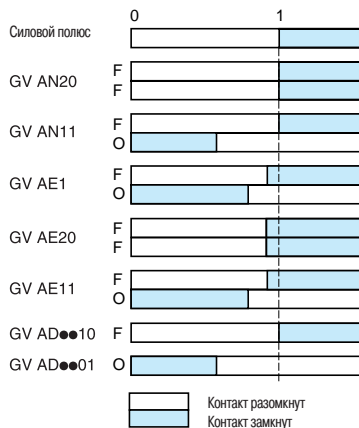 0 1
Силовой полюс
GV AN20 F
F
GV AN11 F
O
GV AE1 F
O
GV AE20 F
F
GV AE11 F
O
GV AD●●10 F
GV AD●●01 O
Контакт разомкнут
Контакт замкнут